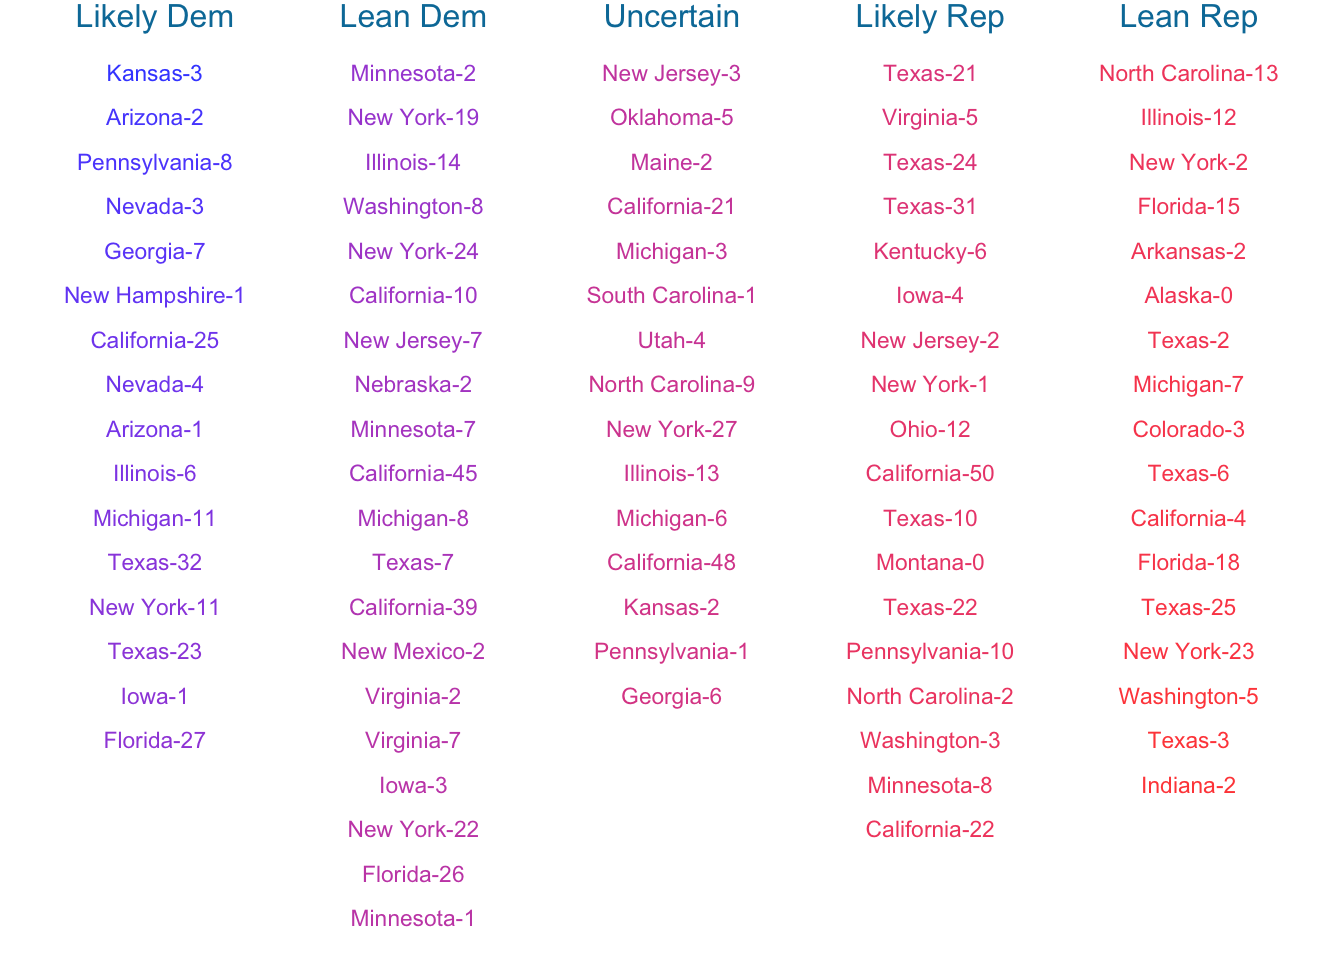 Likely Dem
Kansas-3
Arizona-2
Pennsylvania-8
Nevada-3
Georgia-7
New Hampshire-1
California-25
Nevada-4
Arizona-1
Illinois-6
Michigan-11
Texas-32
New York-11
Texas-23
Iowa-1
Florida-27
Lean Dem
Minnesota-2
New York-19
Illinois-14
Washington-8
New York-24
California-10
New Jersey-7
Nebraska-2
Minnesota-7
California-45
Michigan-8
Texas-7
California-39
New Mexico-2
Virginia-2
Virginia-7
Iowa-3
New York-22
Florida-26
Minnesota-1
Uncertain
New Jersey-3
Oklahoma-5
Maine-2
California-21
Michigan-3
South Carolina-1
Utah-4
North Carolina-9
New York-27
Illinois-13
Michigan-6
California-48
Kansas-2
Pennsylvania-1
Georgia-6
Likely Rep
Texas-21
Virginia-5
Texas-24
Texas-31
Kentucky-6
Iowa-4
New Jersey-2
New York-1
Ohio-12
California-50
Texas-10
Montana-0
Texas-22
Pennsylvania-10
North Carolina-2
Washington-3
Minnesota-8
California-22
Lean Rep
North Carolina-13
Illinois-12
New York-2
Florida-15
Arkansas-2
Alaska-0
Texas-2
Michigan-7
Colorado-3
Texas-6
California-4
Florida-18
Texas-25
New York-23
Washington-5
Texas-3
Indiana-2